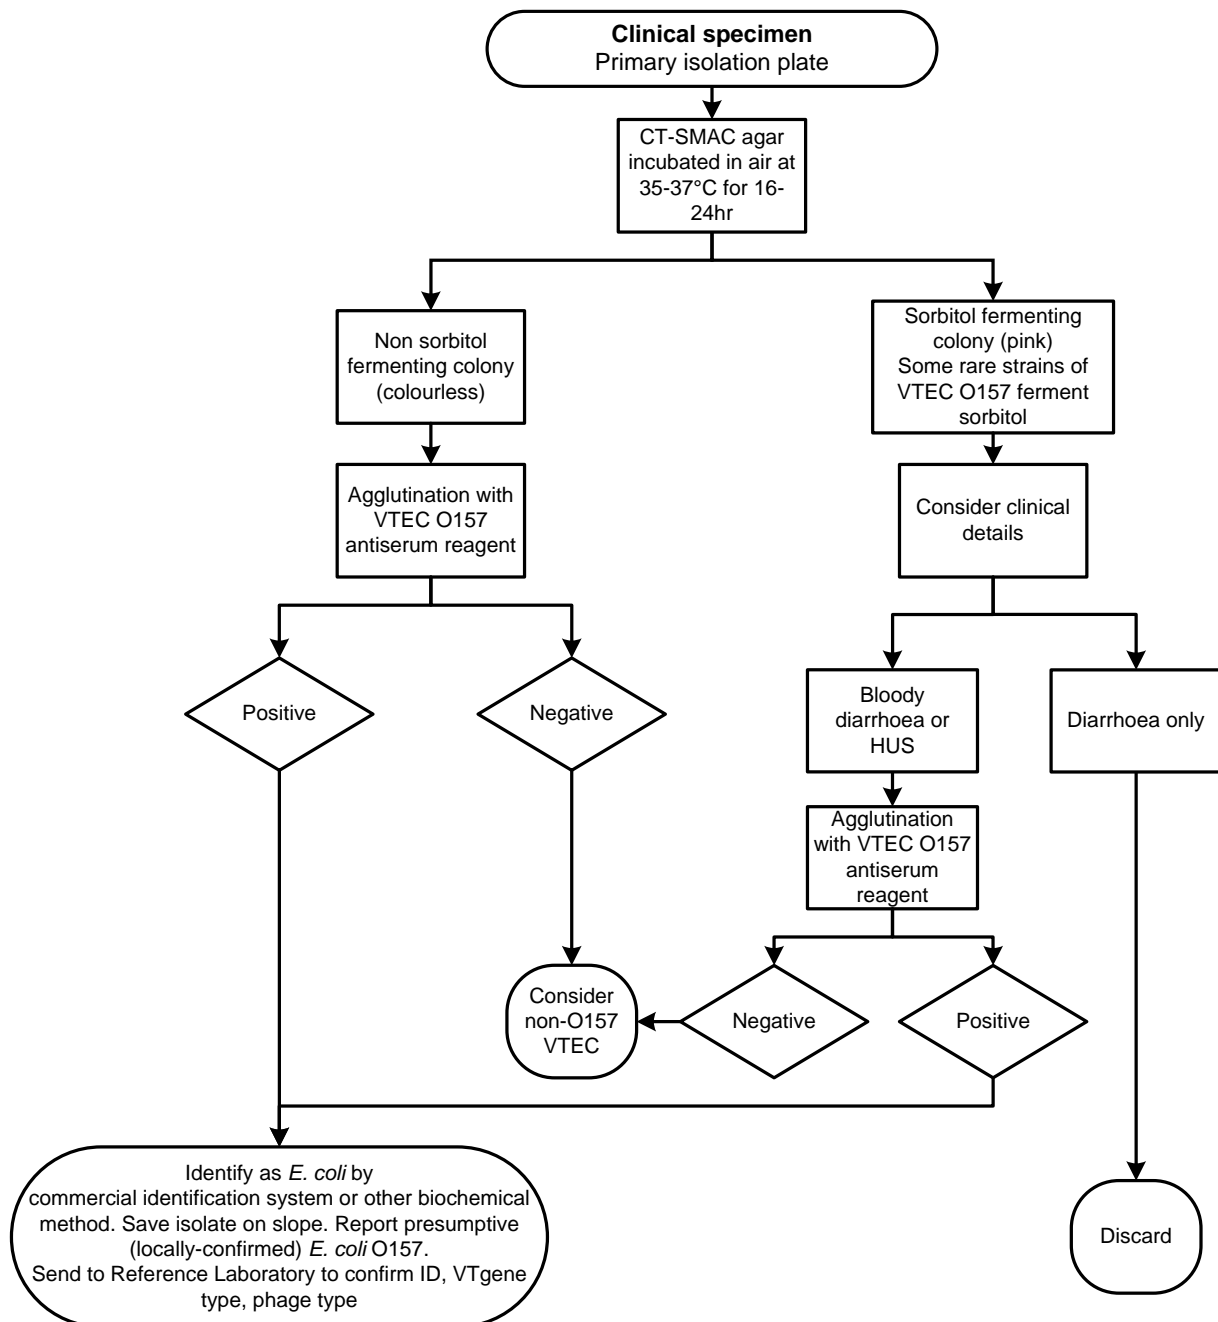 Clinical specimen
Primary isolation plate
CT-SMAC agar
incubated in air at
35-37°C for 16-
24hr
Non sorbitol
fermenting colony
(colourless)
Sorbitol fermenting
colony (pink)
Some rare strains of
VTEC O157 ferment
sorbitol
Agglutination with
VTEC O157
antiserum reagent
Consider clinical
details
Positive
Negative
Bloody
diarrhoea or
HUS
Diarrhoea only
Agglutination
with VTEC O157
antiserum
reagent
Consider
non-O157
VTEC
Negative
Positive
Identify as E. coli by
commercial identification system or other biochemical
method. Save isolate on slope. Report presumptive
(locally-confirmed) E. coli O157.
Send to Reference Laboratory to confirm ID, VTgene
type, phage type
Discard